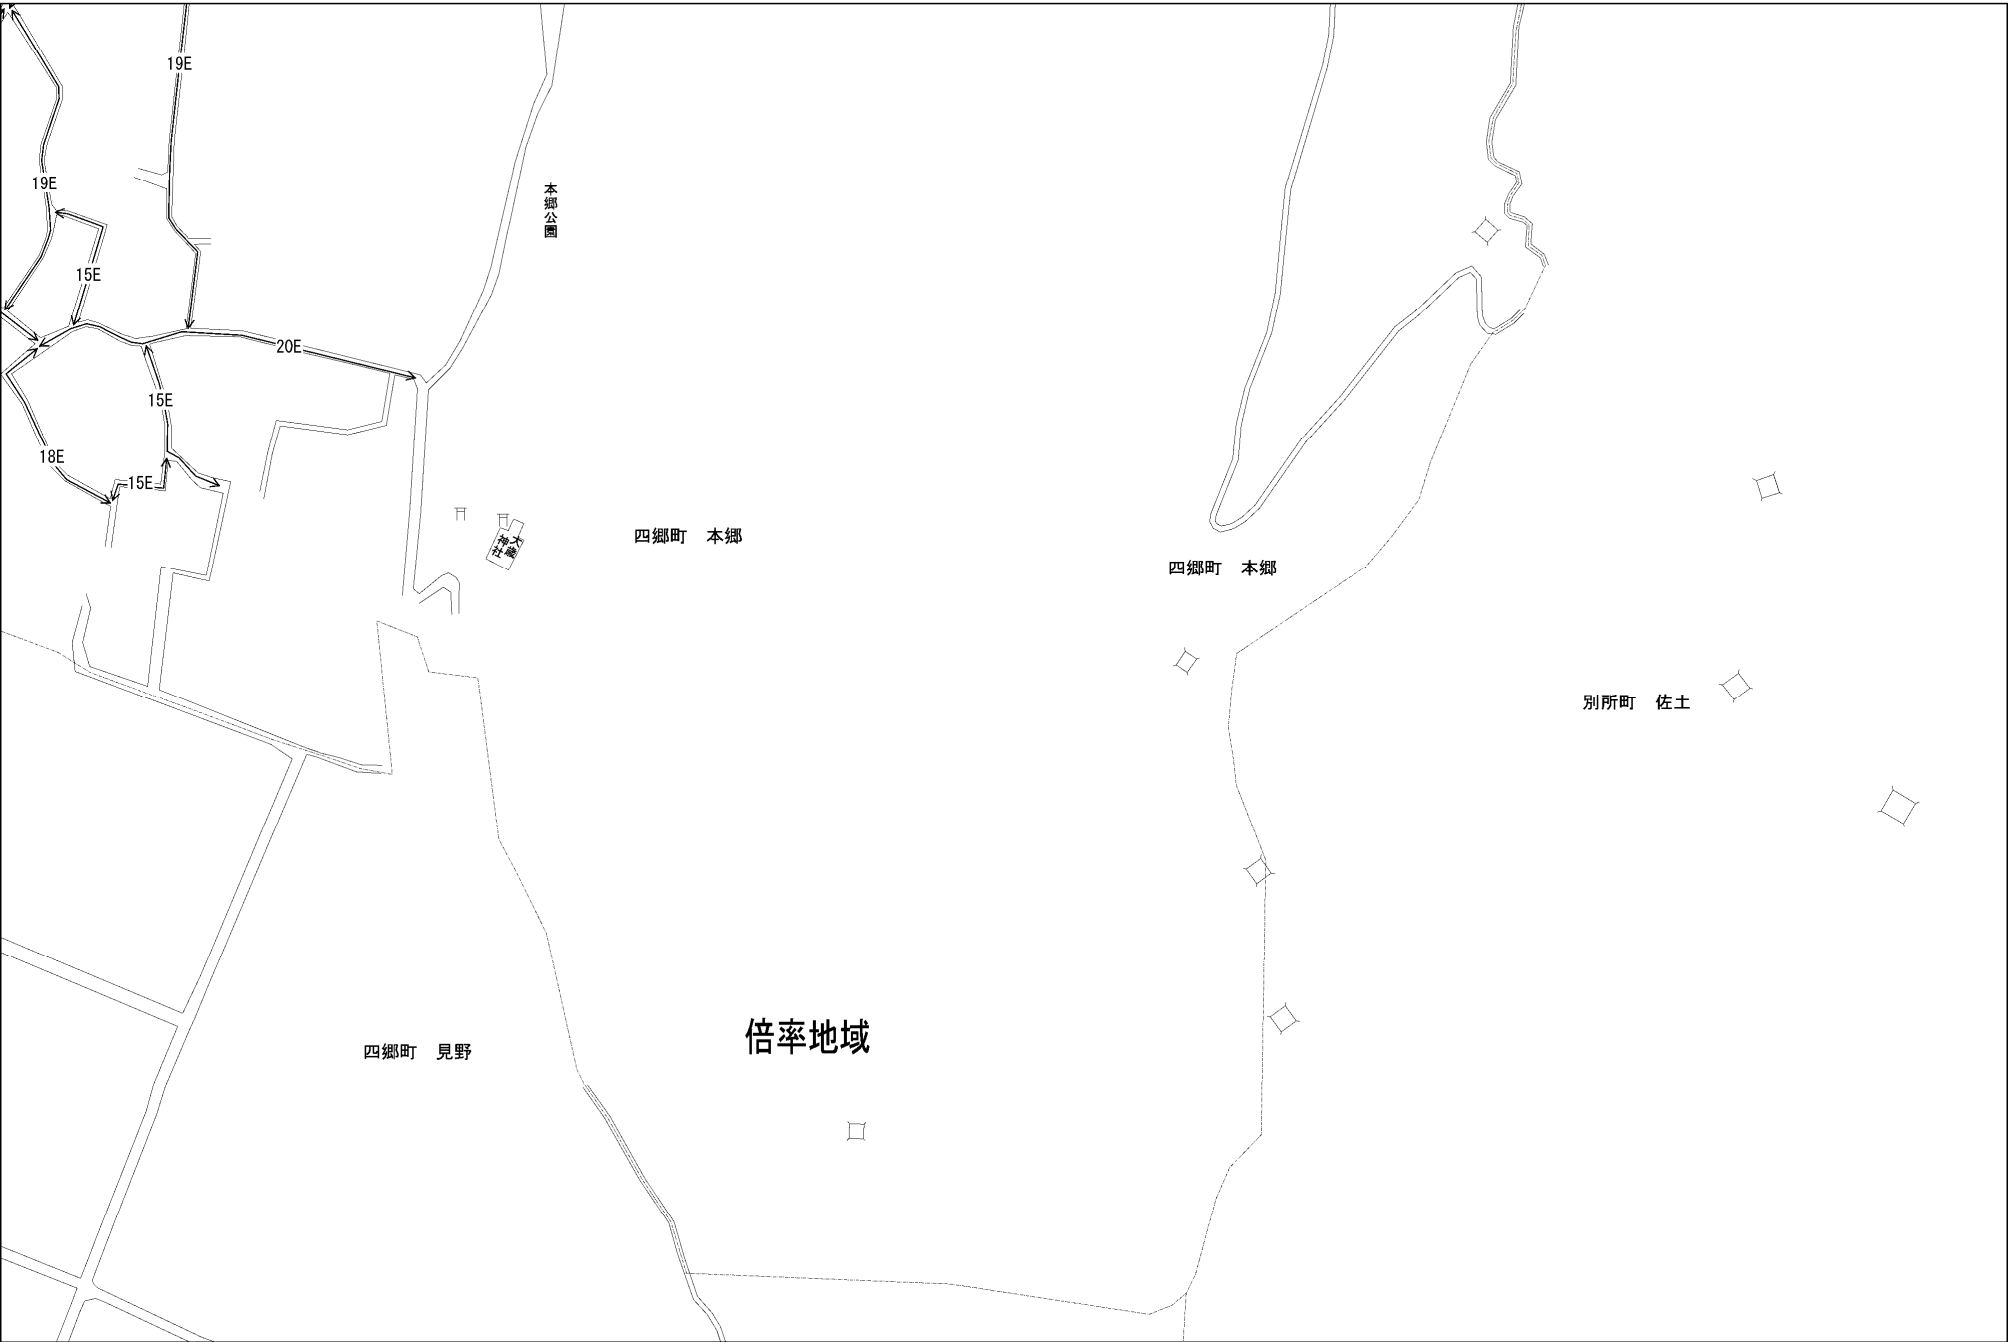 19E
19E
本郷公園
15E
20E
15E
18E
15E
大歳
神社
四郷町　本郷
四郷町　本郷
別所町　佐土
倍率地域
四郷町　見野